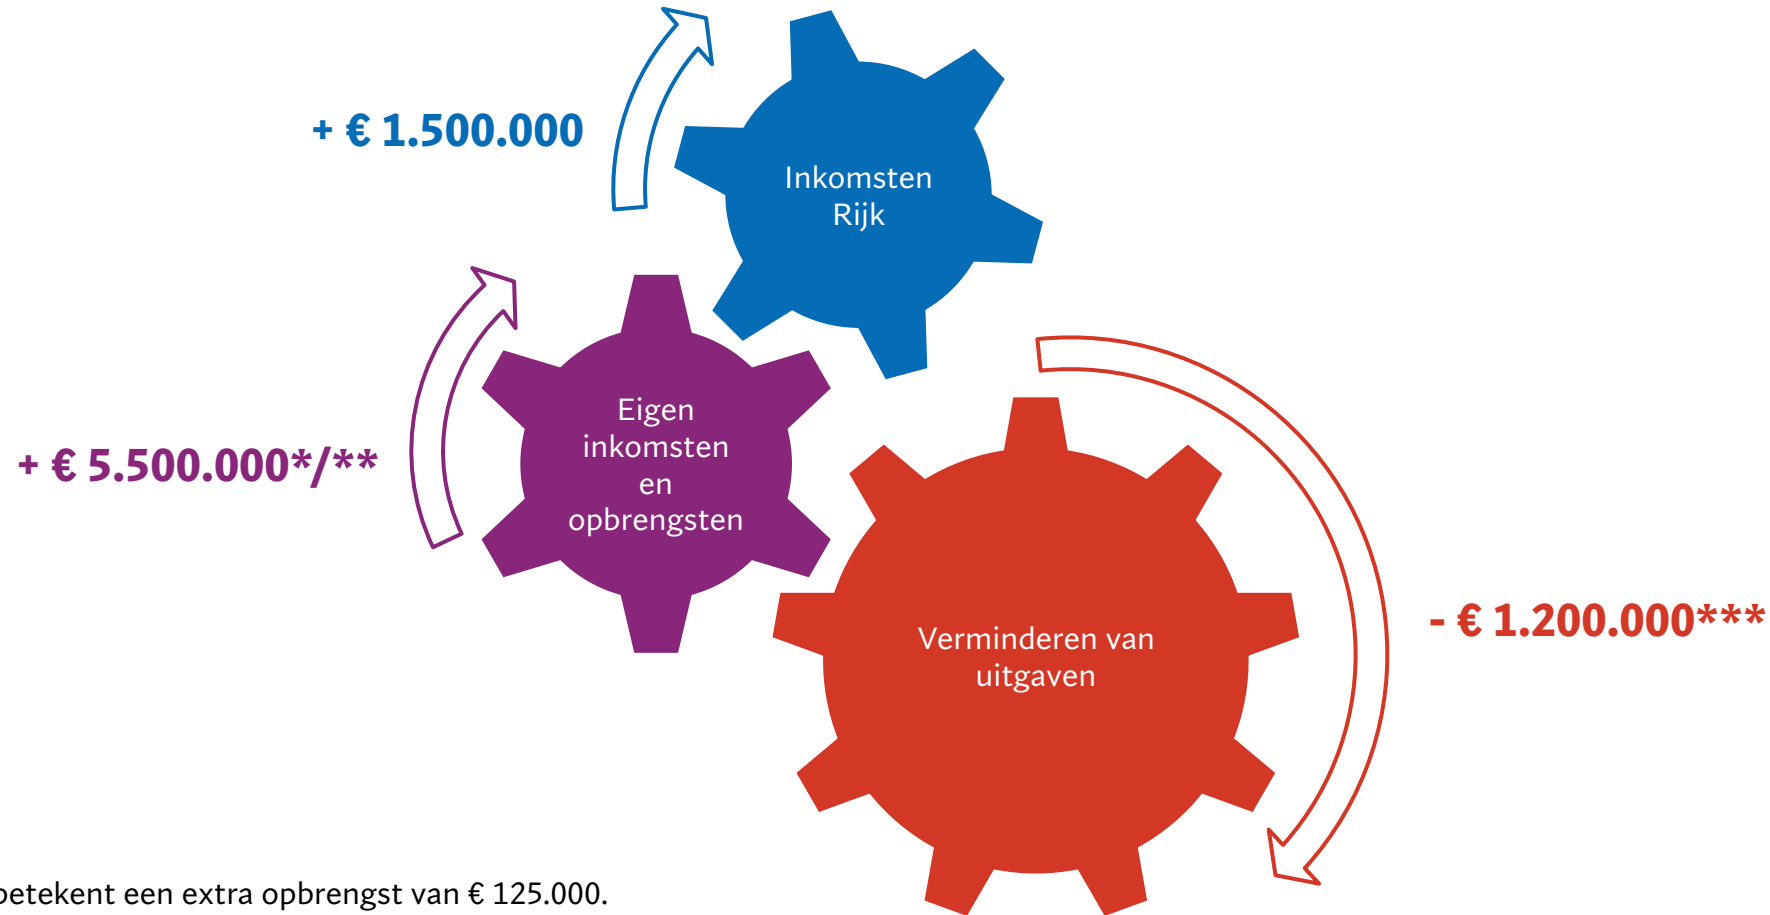 + € 1.500.000
Inkomsten
Rijk
Eigen
inkomsten
en
opbrengsten
+ € 5.500.000*/**
Verminderen van
uitgaven
- € 1.200.000***
betekent een extra opbrengst van € 125.000.